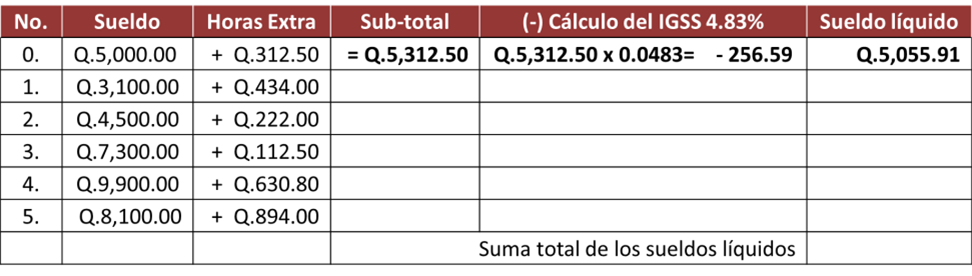 No. Sueldo Horas Extra Sub-total (-) Cálculo del IGSS 4.83% Sueldo líquido
0. Q.5,000.00 + Q.312.50 = Q.5,312.50 Q.5,312.50 x 0.0483= - 256.59 Q.5,055.91
1. Q.3,100.00 + Q.434.00
2. Q.4,500.00 + Q.222.00
3. Q.7,300.00 + Q.112.50
4. Q.9,900.00 + Q.630.80
5. Q.8,100.00 + Q.894.00
Suma total de los sueldos líquidos